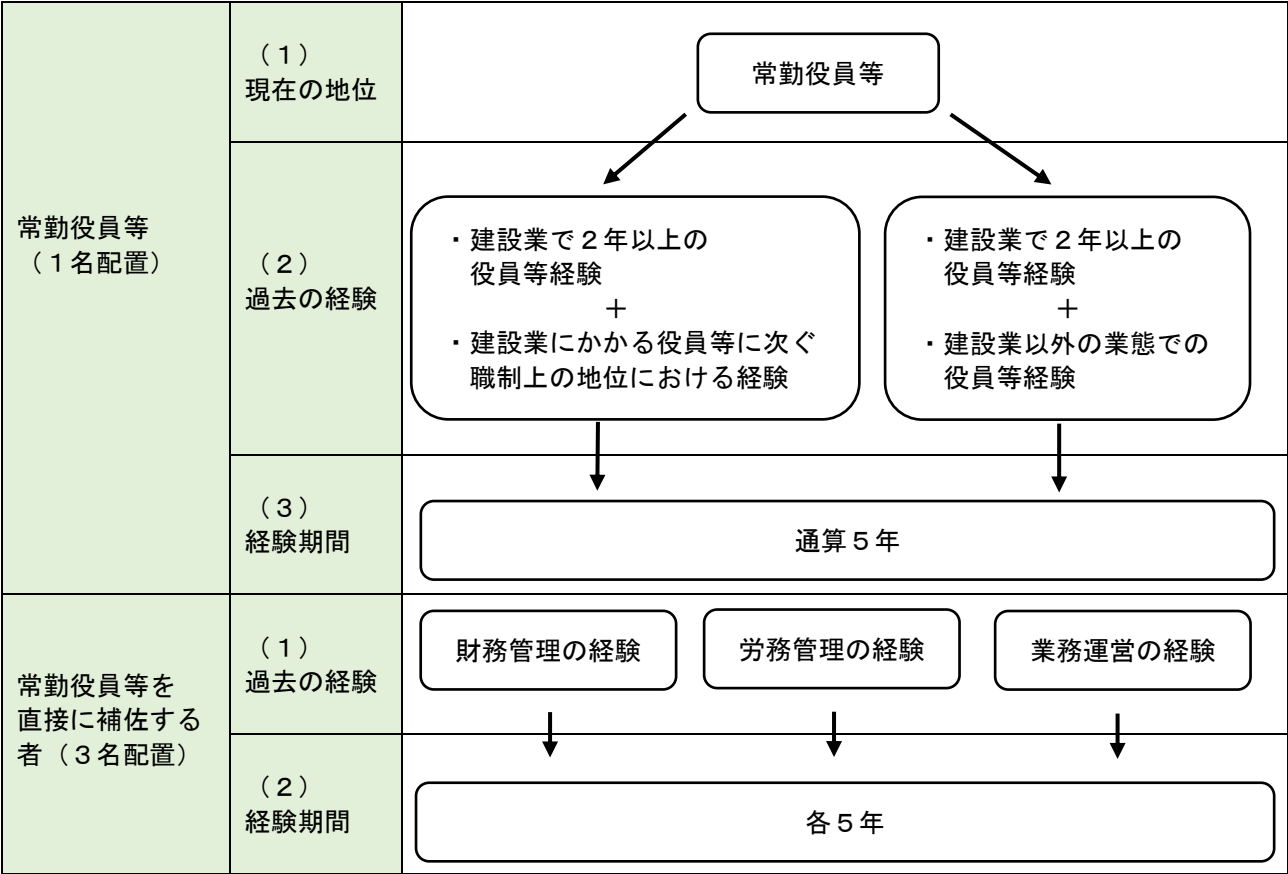 常勤役員等
（１名配置）
（１）
現在の地位
常勤役員等
（２）
過去の経験
・建設業で２年以上の
役員等経験
＋
・建設業にかかる役員等に次ぐ
職制上の地位における経験
・建設業で２年以上の
役員等経験
＋
・建設業以外の業態での
役員等経験
（３）
経験期間
通算５年
常勤役員等を
直接に補佐する
者（３名配置）
（１）
過去の経験
財務管理の経験
労務管理の経験
業務運営の経験
（２）
経験期間
各５年